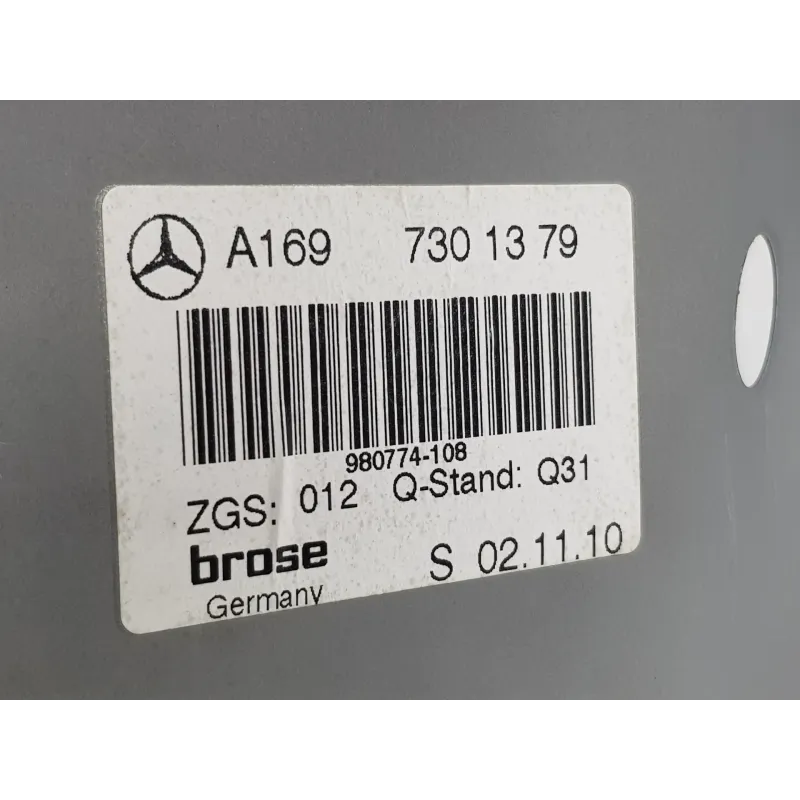 A169 730 13 79
980774-108
ZGS: 012 Q-Stand: Q31
brose S 02.11.10
Germany